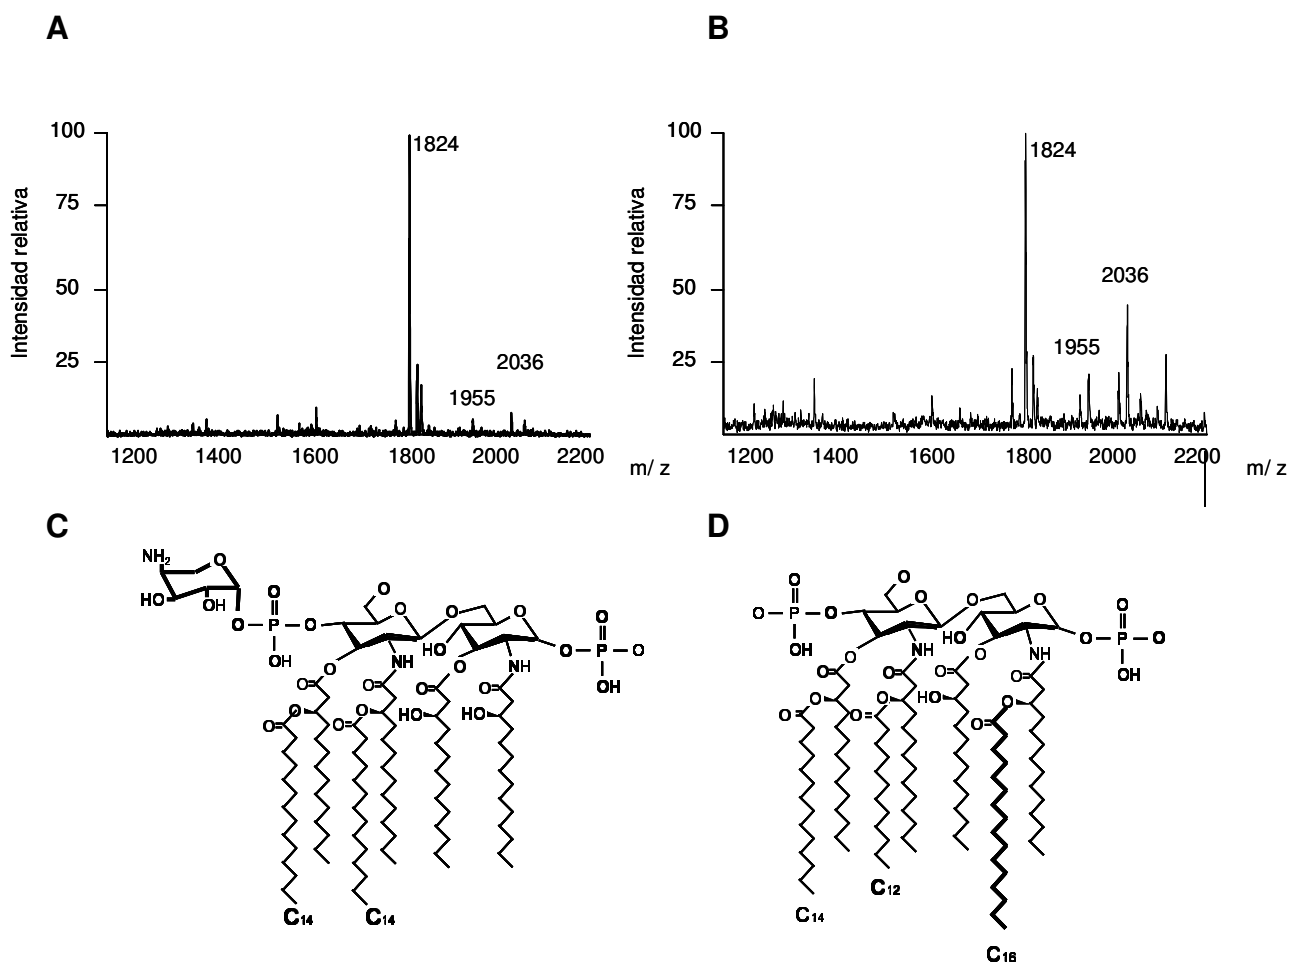 A
B
100
75
50
25
Intensidad relativa
1824
1955
2036
1200 1400 1600 1800 2000 2200
m/ z
100
75
50
25
Intensidad relativa
1824
1955
2036
1200 1400 1600 1800 2000 2200
m/ z
C
D
NH2
O
HO
OH
O
O
P
OH
O
O
O
O
HO
O
O
O
P
O
OH
O
NH
O
NH
O
O
O
O
O
O
O
O
HO
O
HO
C14
C14
O
O
P
OH
O
O
O
O
O
HO
O
O
O
P
O
OH
O
NH
O
NH
O
O
O
O
O
O
O
O
HO
O
O
O
C14
C12
C16